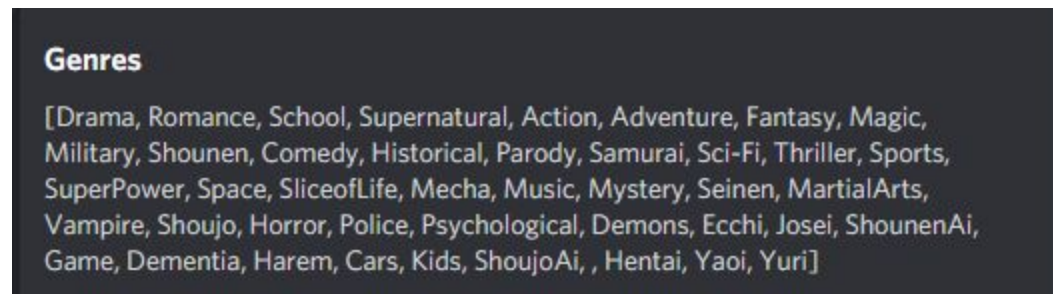 Genres
[Drama, Romance, School, Supernatural, Action, Adventure, Fantasy, Magic,
Military, Shounen, Comedy, Historical, Parody, Samurai, Sci-Fi, Thriller, Sports,
SuperPower, Space, SliceofLife, Mecha, Music, Mystery, Seinen, MartialArts,
Vampire, Shoujo, Horror, Police, Psychological, Demons, Ecchi, Josei, ShounenAi,
Game, Dementia, Harem, Cars, Kids, ShoujoAi, , Hentai, Yaoi, Yuri]